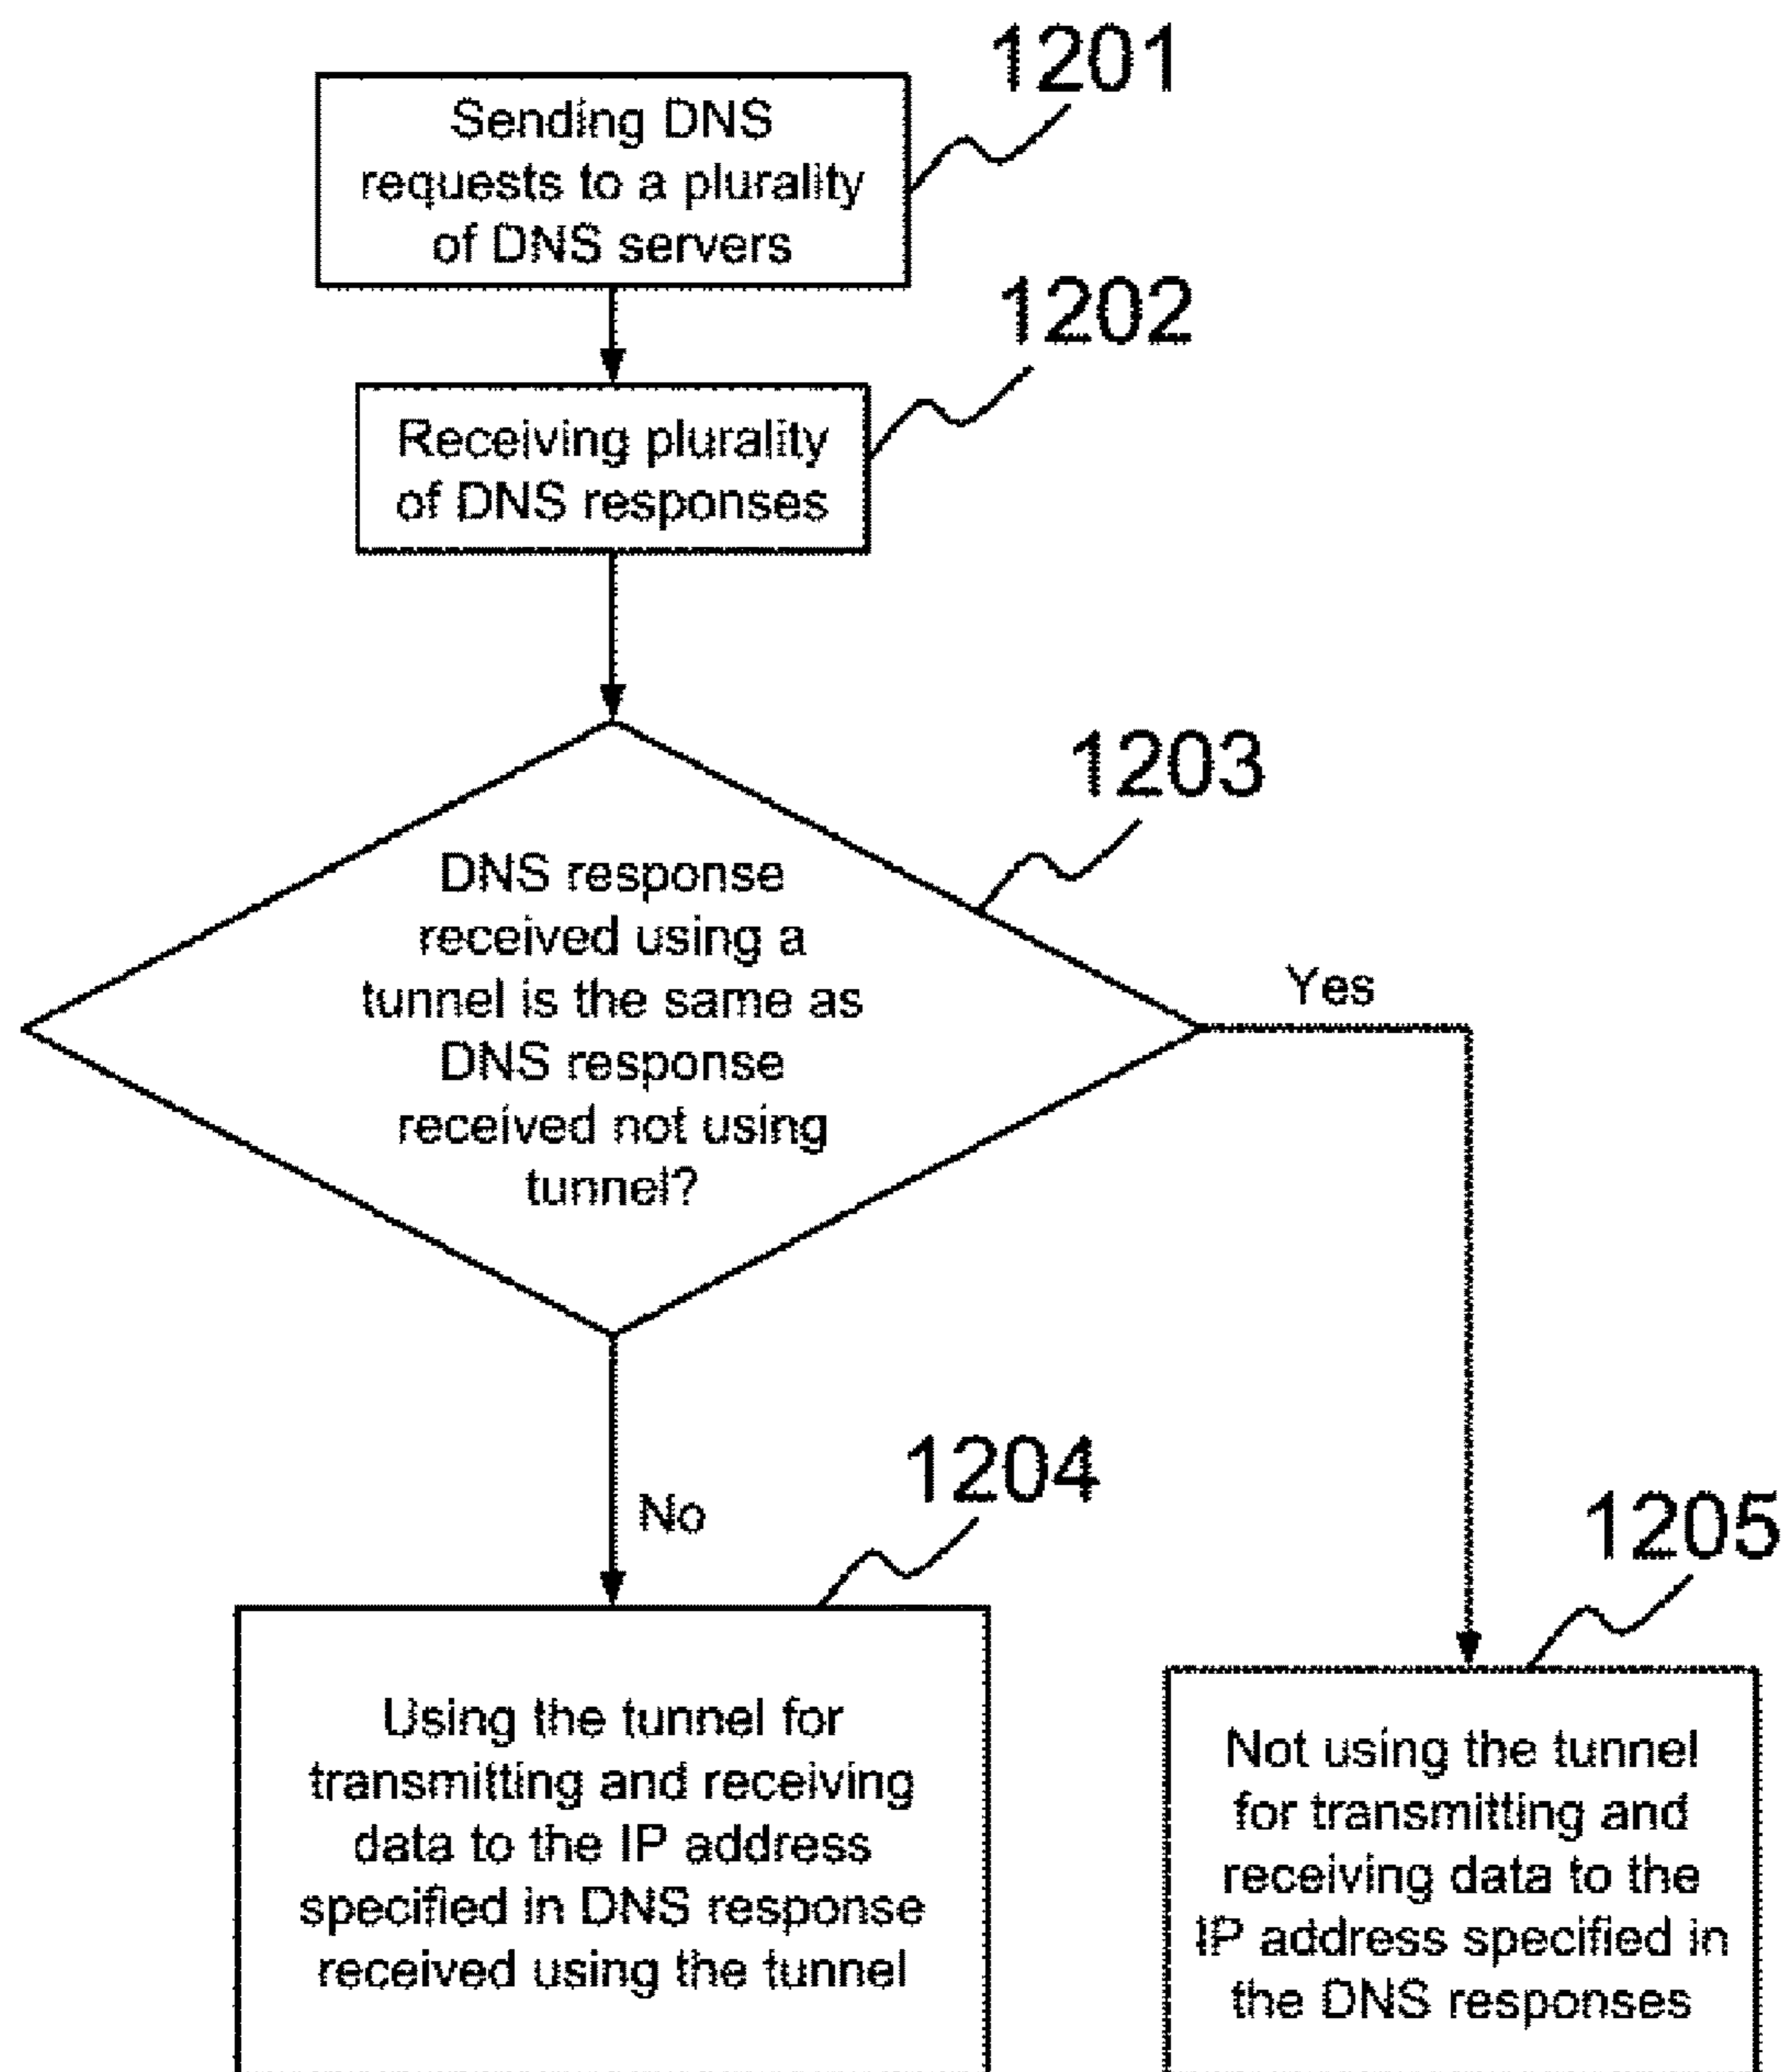 1201
Sending DNS
requests to a plurality
of DNS servers
1202
Receiving plurality
of DNS responses
1203
DNS response
received using a
tunnel is the same as
DNS response
received not using
tunnel?
Yes
No
1204
Using the tunnel for
transmitting and receiving
data to the IP address
specified in DNS response
received using the tunnel
1205
Not using the tunnel
for transmitting and
receiving data to the
IP address specified in
the DNS responses